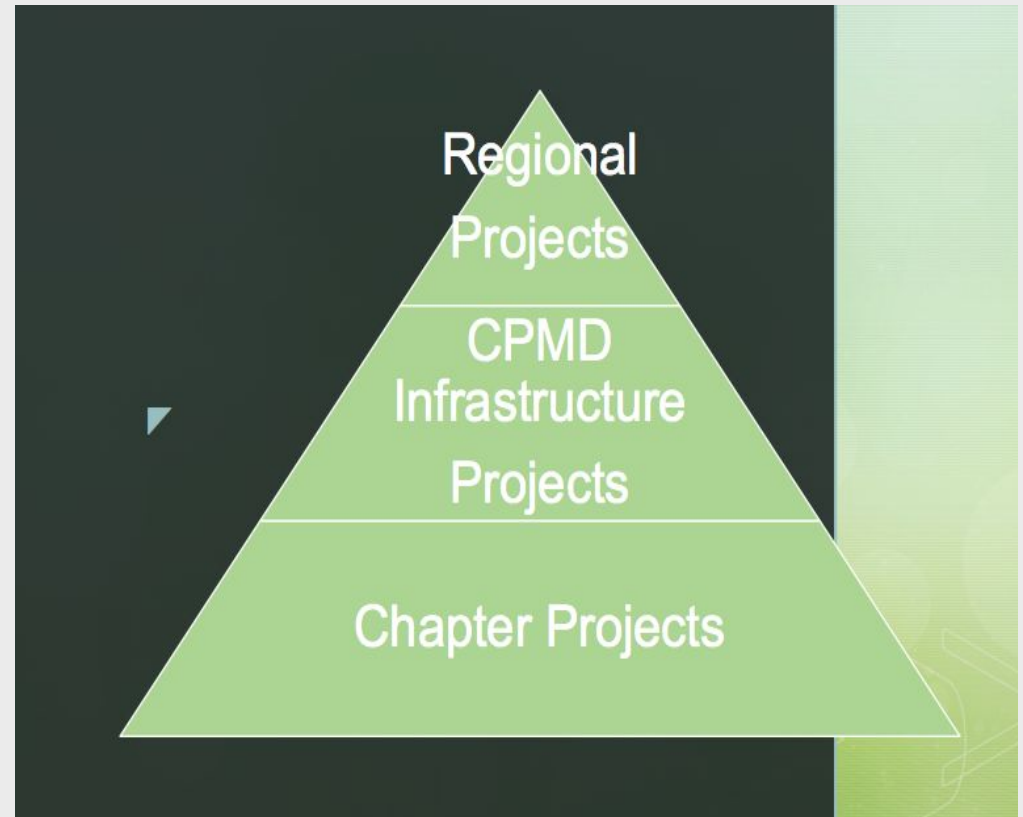 Regional
Projects
CPMD
Infrastructure
Projects
Chapter Projects